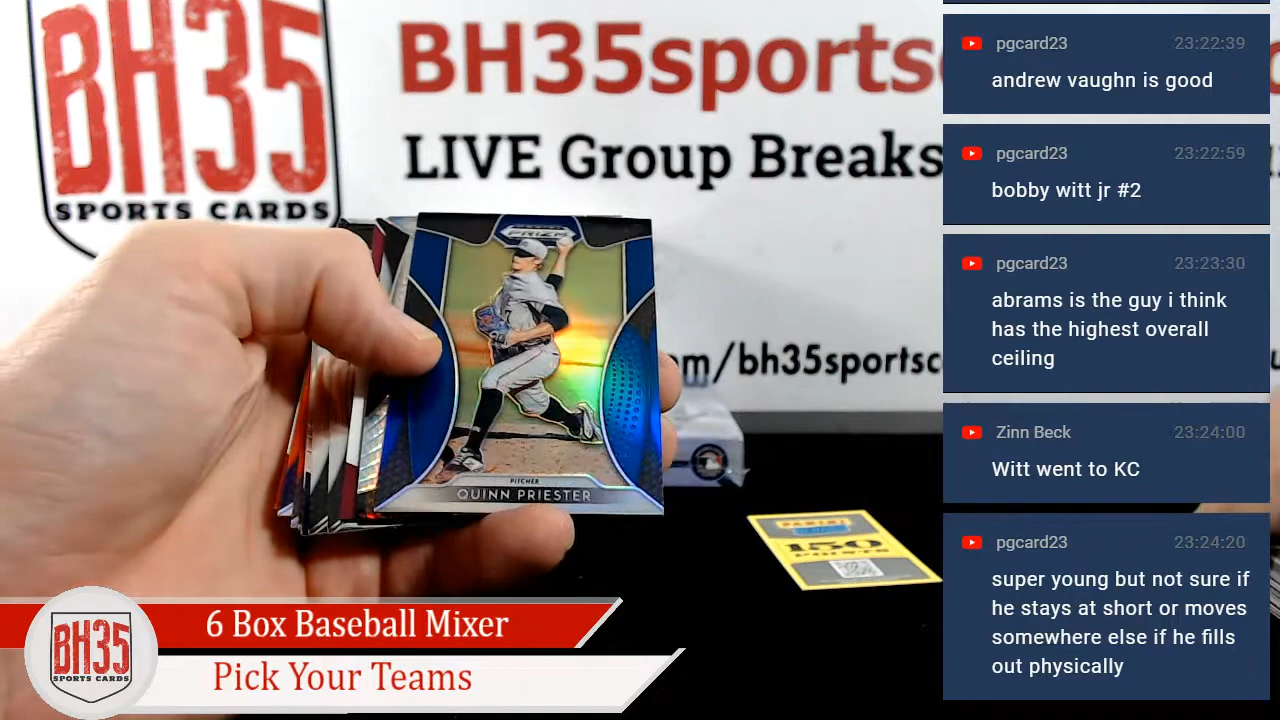 BH35
SPORTS CARDS
BH35sports
LIVE Group Breaks
m/bh35sportsc
PRIZM
PITCHER
QUINN PRIESTER
PANINI
150
POINTS
6 Box Baseball Mixer
Pick Your Teams
BH35
SPORTS CARDS
pgcard23 23:22:39
andrew vaughn is good
pgcard23 23:22:59
bobby witt jr #2
pgcard23 23:23:30
abrams is the guy i think
has the highest overall
ceiling
Zinn Beck 23:24:00
Witt went to KC
pgcard23 23:24:20
super young but not sure if
he stays at short or moves
somewhere else if he fills
out physically